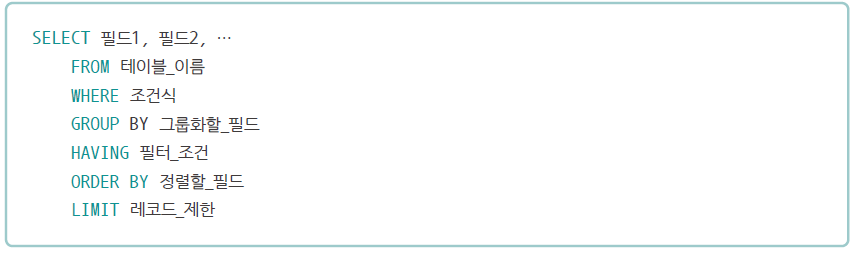 SELECT 필드1, 필드2, …
FROM 테이블_이름
WHERE 조건식
GROUP BY 그룹화할_필드
HAVING 필터_조건
ORDER BY 정렬할_필드
LIMIT 레코드_제한